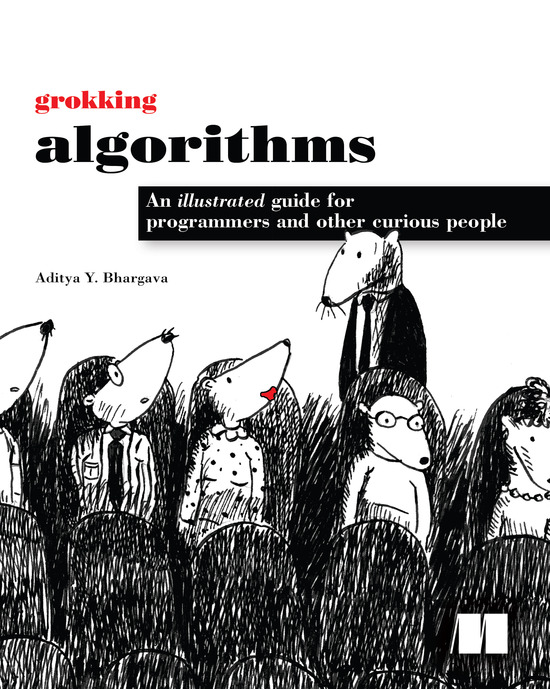 grokking
algorithms
An illustrated guide for
programmers and other curious people
Aditya Y. Bhargava